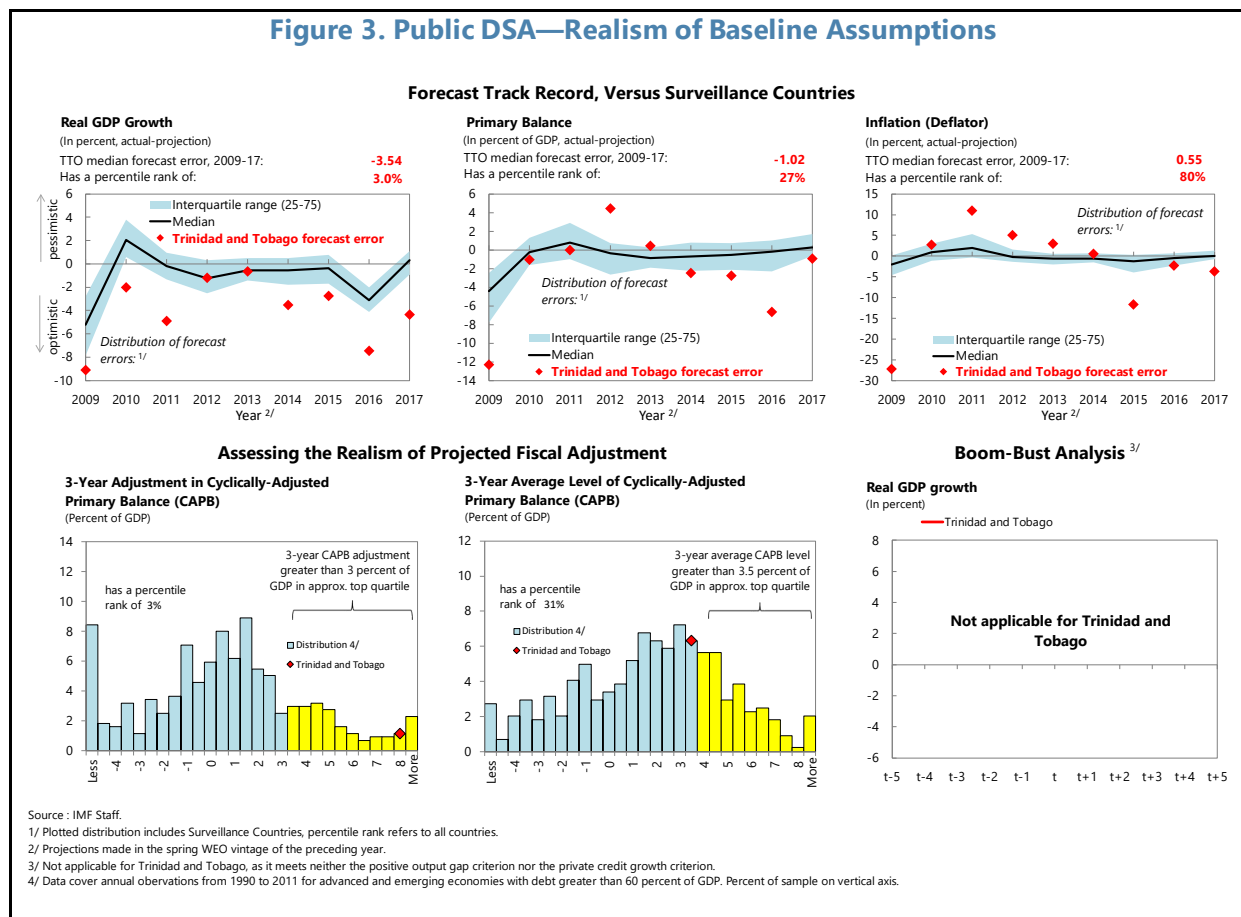 Figure 3. Public DSA—Realism of Baseline Assumptions
Forecast Track Record, Versus Surveillance Countries
Real GDP Growth
(In percent, actual-projection)
TTO median forecast error, 2009-17:
-3.54
Has a percentile rank of:
3.0%
pessimistic
optimistic
6
4
2
0
-2
-4
-6
-8
-10
Interquartile range (25-75)
Median
Trinidad and Tobago forecast error
Distribution of forecast
errors: 1/
2009 2010 2011 2012 2013 2014 2015 2016 2017
Year 2/
Primary Balance
(In percent of GDP, actual-projection)
TTO median forecast error, 2009-17:
-1.02
Has a percentile rank of:
27%
6
4
2
0
-2
-4
-6
-8
-10
-12
-14
Distribution of forecast
errors: 1/
Interquartile range (25-75)
Median
Trinidad and Tobago forecast error
2009 2010 2011 2012 2013 2014 2015 2016 2017
Year 2/
Inflation (Deflator)
(In percent, actual-projection)
TTO median forecast error, 2009-17:
0.55
Has a percentile rank of:
80%
15
10
5
0
-5
-10
-15
-20
-25
-30
Distribution of forecast
errors: 1/
Interquartile range (25-75)
Median
Trinidad and Tobago forecast error
2009 2010 2011 2012 2013 2014 2015 2016 2017
Year 2/
Assessing the Realism of Projected Fiscal Adjustment
3-Year Adjustment in Cyclically-Adjusted
Primary Balance (CAPB)
(Percent of GDP)
14
12
10
8
6
4
2
0
3-year CAPB adjustment
greater than 3 percent of
GDP in approx. top quartile
has a percentile
rank of 3%
Distribution 4/
Trinidad and Tobago
Less -4 -3 -2 -1 0 1 2 3 4 5 6 7 8 More
3-Year Average Level of Cyclically-Adjusted
Primary Balance (CAPB)
(Percent of GDP)
12
10
8
6
4
2
0
3-year average CAPB level
greater than 3.5 percent of
GDP in approx. top quartile
has a percentile
rank of 31%
Distribution 4/
Trinidad and Tobago
Less -4 -3 -2 -1 0 1 2 3 4 5 6 7 8 More
Boom-Bust Analysis 3/
Real GDP growth
(In percent)
Trinidad and Tobago
8
6
4
2
0
-2
-4
-6
Not applicable for Trinidad and
Tobago
t-5 t-4 t-3 t-2 t-1 t t+1 t+2 t+3 t+4 t+5
Source : IMF Staff.
1/ Plotted distribution includes Surveillance Countries, percentile rank refers to all countries.
2/ Projections made in the spring WEO vintage of the preceding year.
3/ Not applicable for Trinidad and Tobago, as it meets neither the positive output gap criterion nor the private credit growth criterion.
4/ Data cover annual obervations from 1990 to 2011 for advanced and emerging economies with debt greater than 60 percent of GDP. Percent of sample on vertical axis.